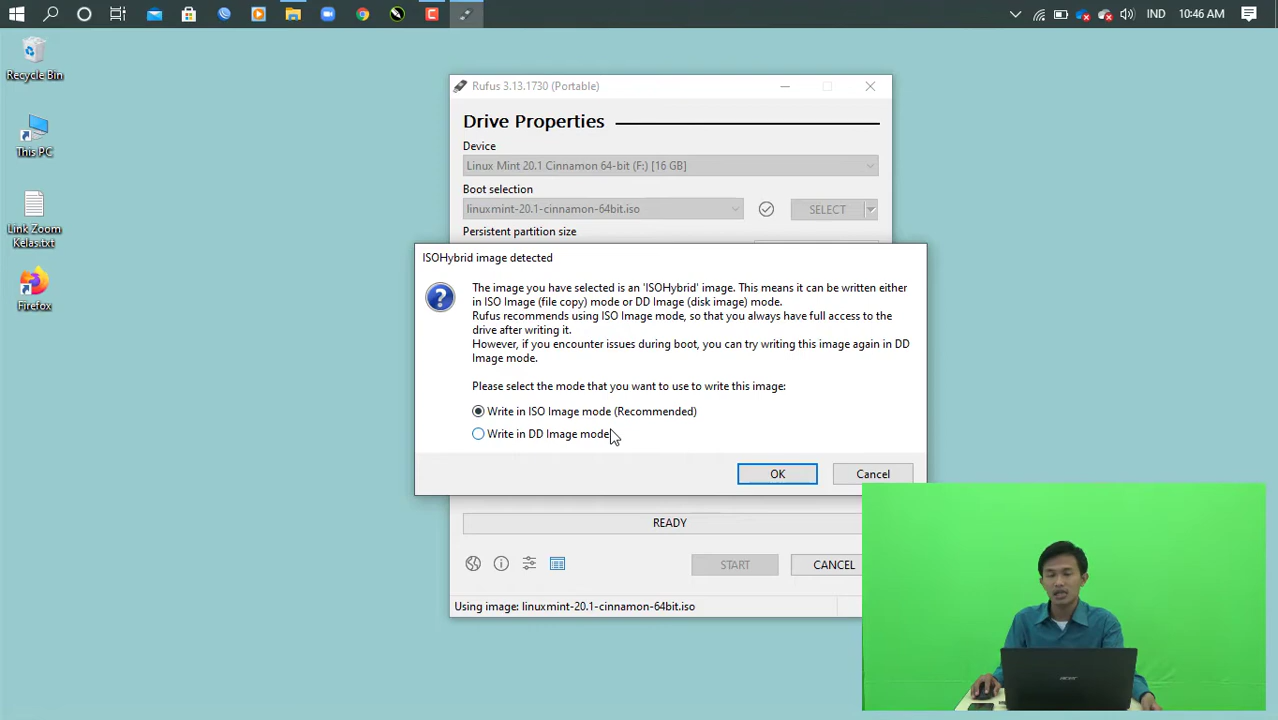 IND
10:46 AM
Recycle Bin
This PC
Link Zoom
Kelas.txt
Firefox
Rufus 3.13.1730 (Portable)
Drive Properties
Device
Linux Mint 20.1 Cinnamon 64-bit (F:) [16 GB]
Boot selection
linuxmint-20.1-cinnamon-64bit.iso
SELECT
Persistent partition size
ISOHybrid image detected
The image you have selected is an 'ISOHybrid' image. This means it can be written either
in ISO Image (file copy) mode or DD Image (disk image) mode.
Rufus recommends using ISO Image mode, so that you always have full access to the
drive after writing it.
However, if you encounter issues during boot, you can try writing this image again in DD
Image mode.
Please select the mode that you want to use to write this image:
Write in ISO Image mode (Recommended)
Write in DD Image mode
OK
Cancel
READY
START
CANCEL
Using image: linuxmint-20.1-cinnamon-64bit.iso
acer